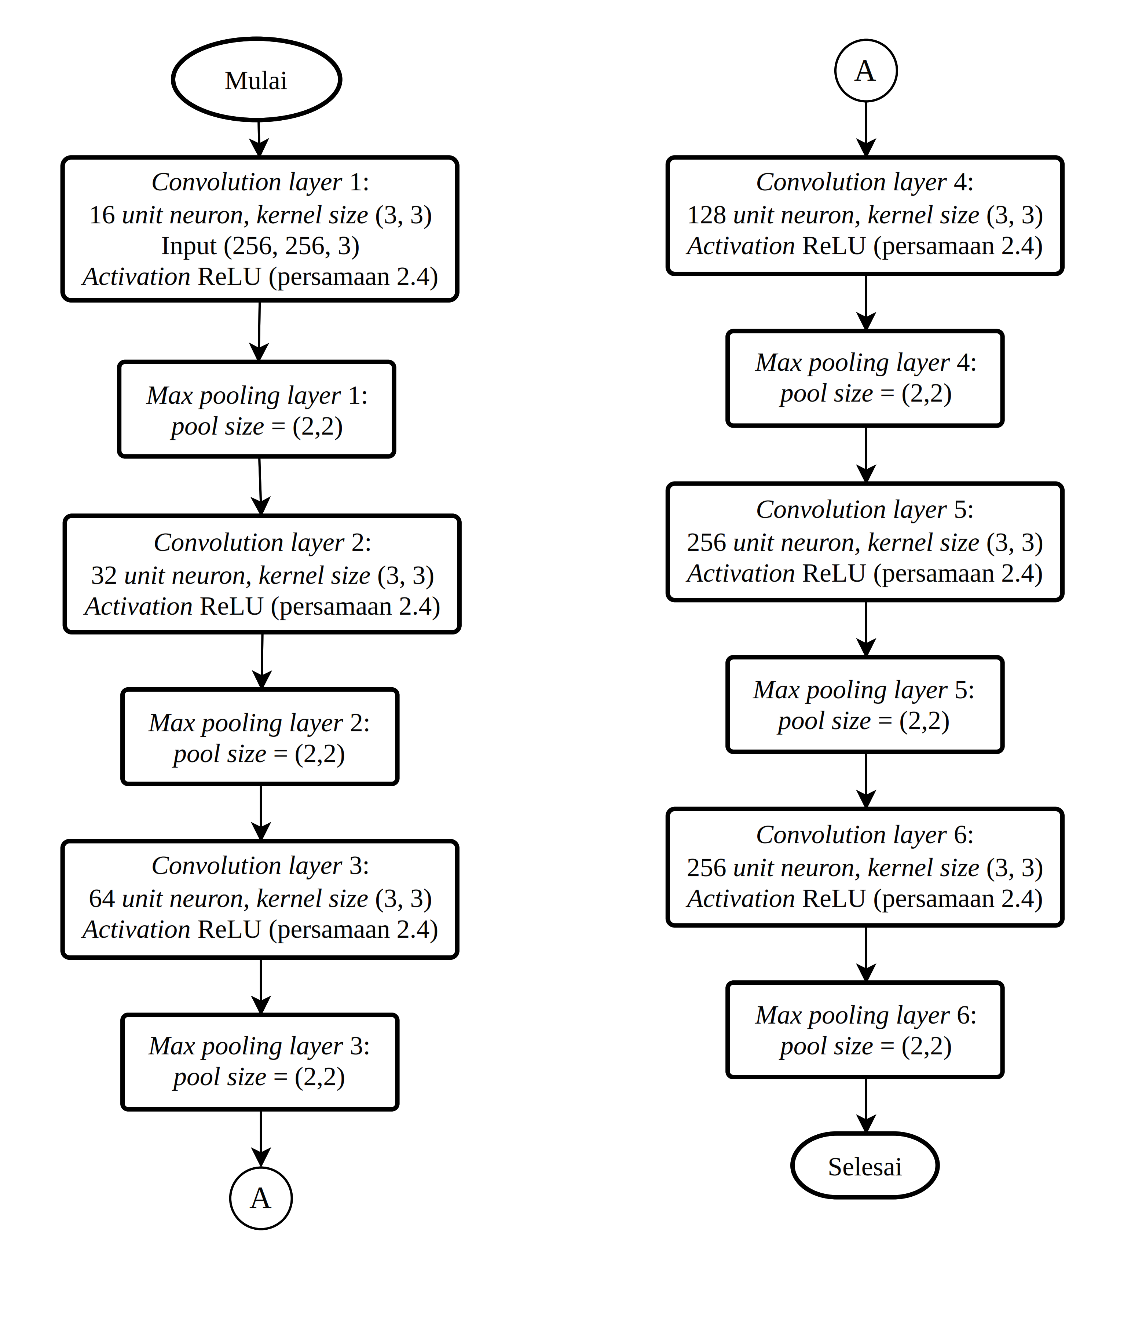 Mulai
Convolution layer 1:
16 unit neuron, kernel size (3, 3)
Input (256, 256, 3)
Activation ReLU (persamaan 2.4)
Max pooling layer 1:
pool size = (2,2)
Convolution layer 2:
32 unit neuron, kernel size (3, 3)
Activation ReLU (persamaan 2.4)
Max pooling layer 2:
pool size = (2,2)
Convolution layer 3:
64 unit neuron, kernel size (3, 3)
Activation ReLU (persamaan 2.4)
Max pooling layer 3:
pool size = (2,2)
A
A
Convolution layer 4:
128 unit neuron, kernel size (3, 3)
Activation ReLU (persamaan 2.4)
Max pooling layer 4:
pool size = (2,2)
Convolution layer 5:
256 unit neuron, kernel size (3, 3)
Activation ReLU (persamaan 2.4)
Max pooling layer 5:
pool size = (2,2)
Convolution layer 6:
256 unit neuron, kernel size (3, 3)
Activation ReLU (persamaan 2.4)
Max pooling layer 6:
pool size = (2,2)
Selesai